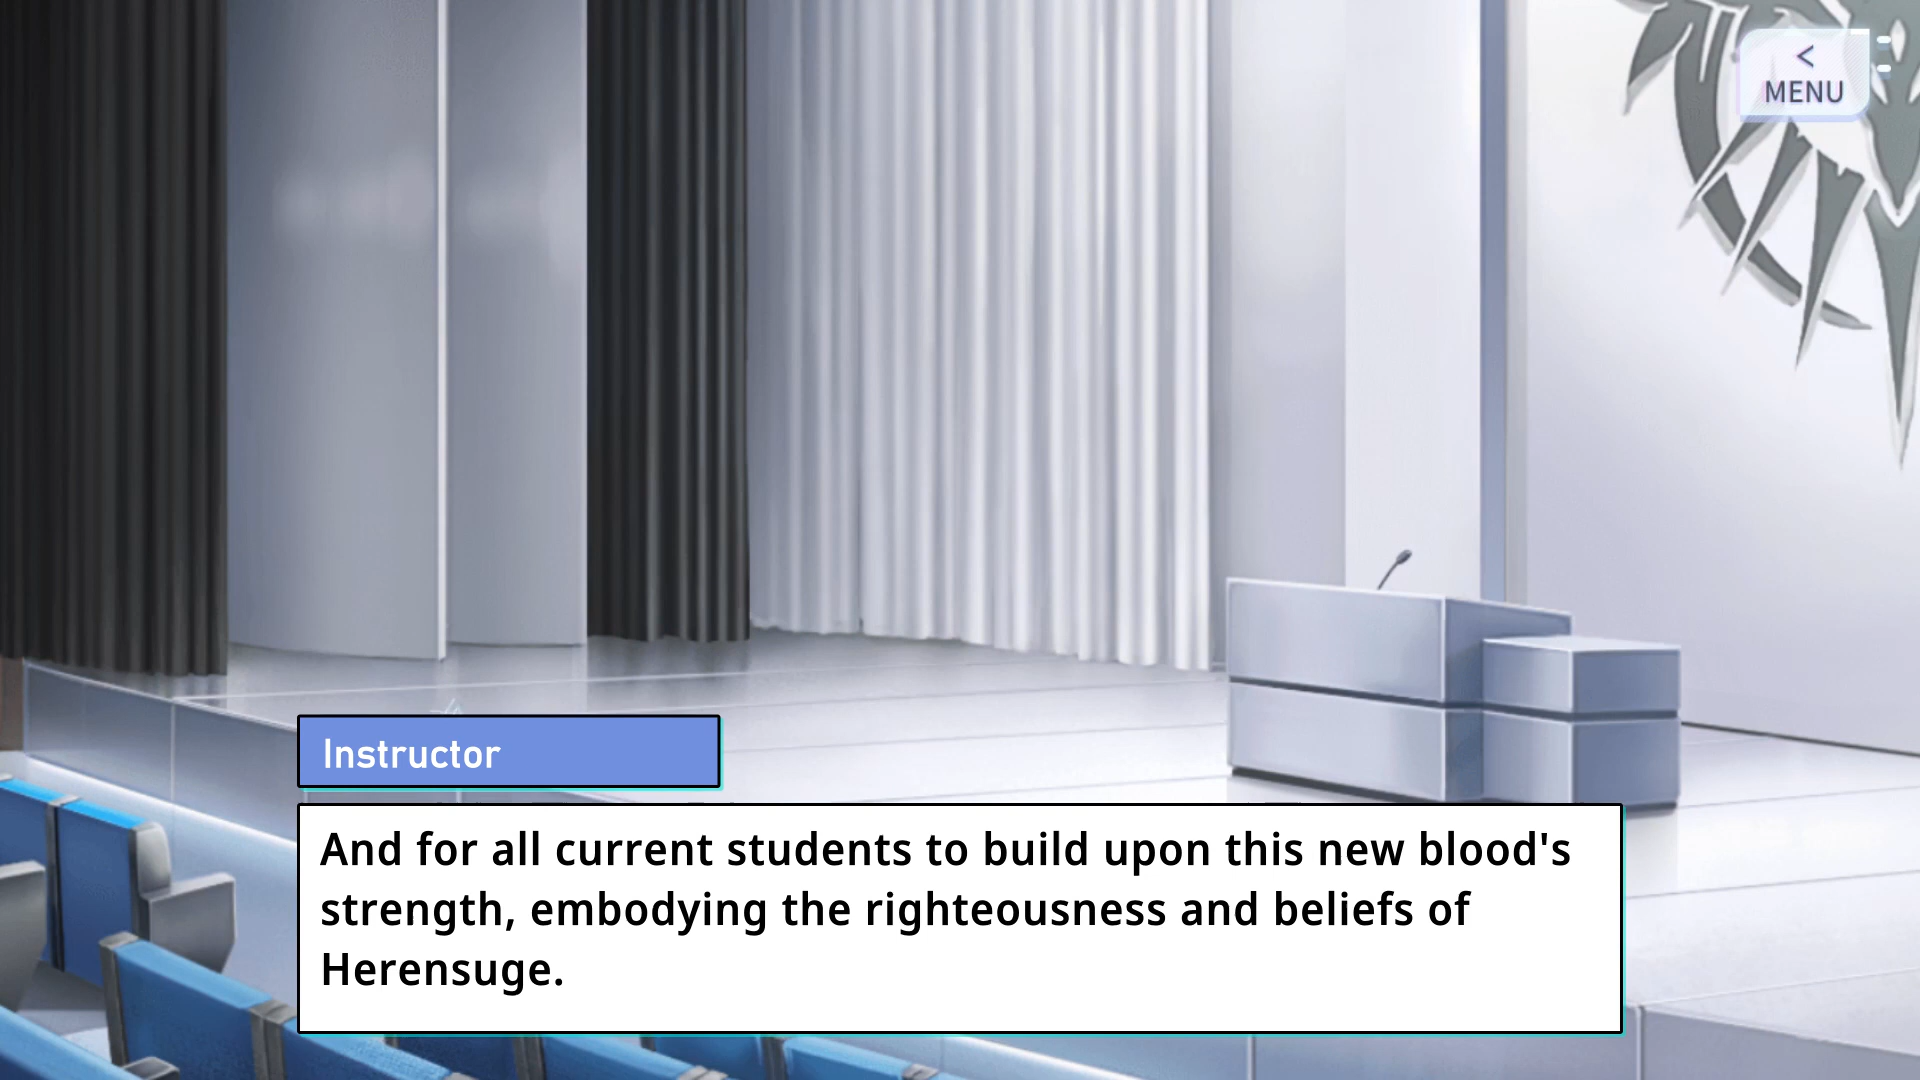 <
MENU
Instructor
And for all current students to build upon this new blood's
strength, embodying the righteousness and beliefs of
Herensuge.